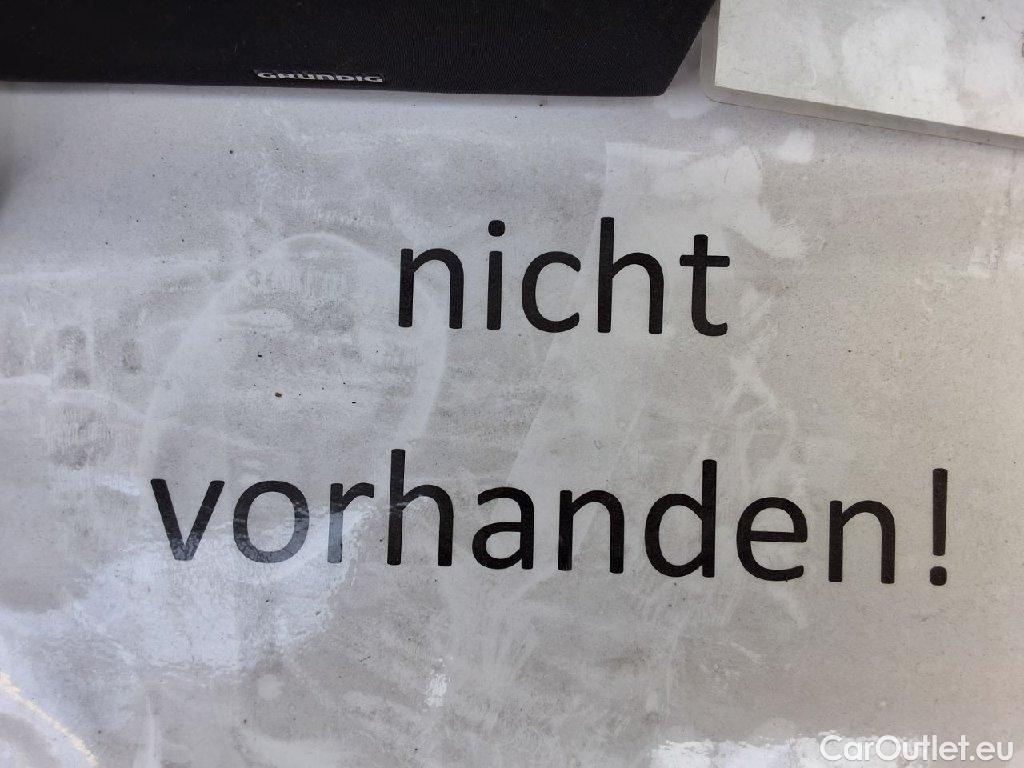 GRUNDIG
nicht
vorhanden!
CarOutlet.eu